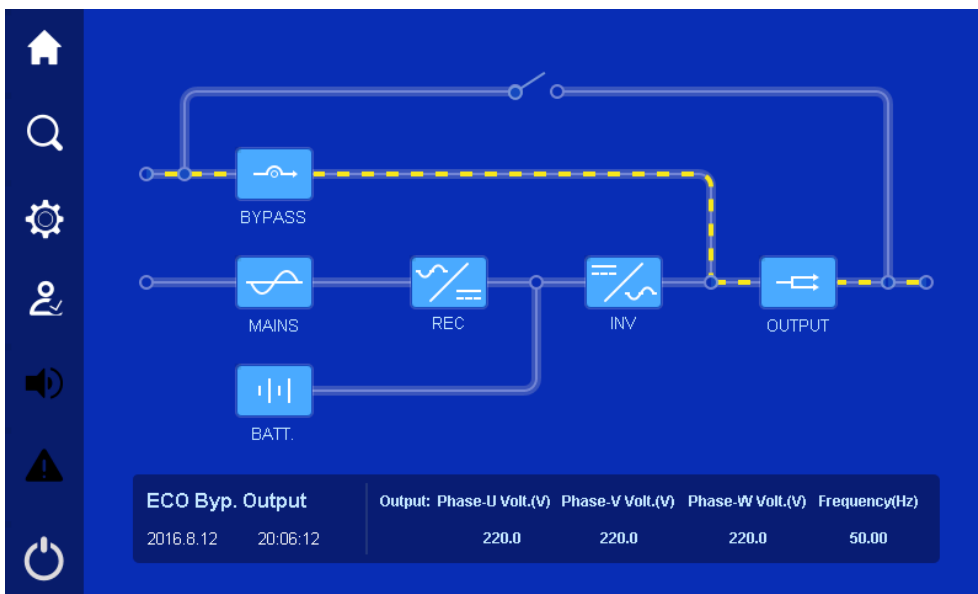 BYPASS
MAINS
REC
INV
OUTPUT
BATT.
ECO Byp. Output
2016.8.12 20:06:12
Output: Phase-U Volt.(V) Phase-V Volt.(V) Phase-W Volt.(V) Frequency(Hz)
220.0 220.0 220.0 50.00